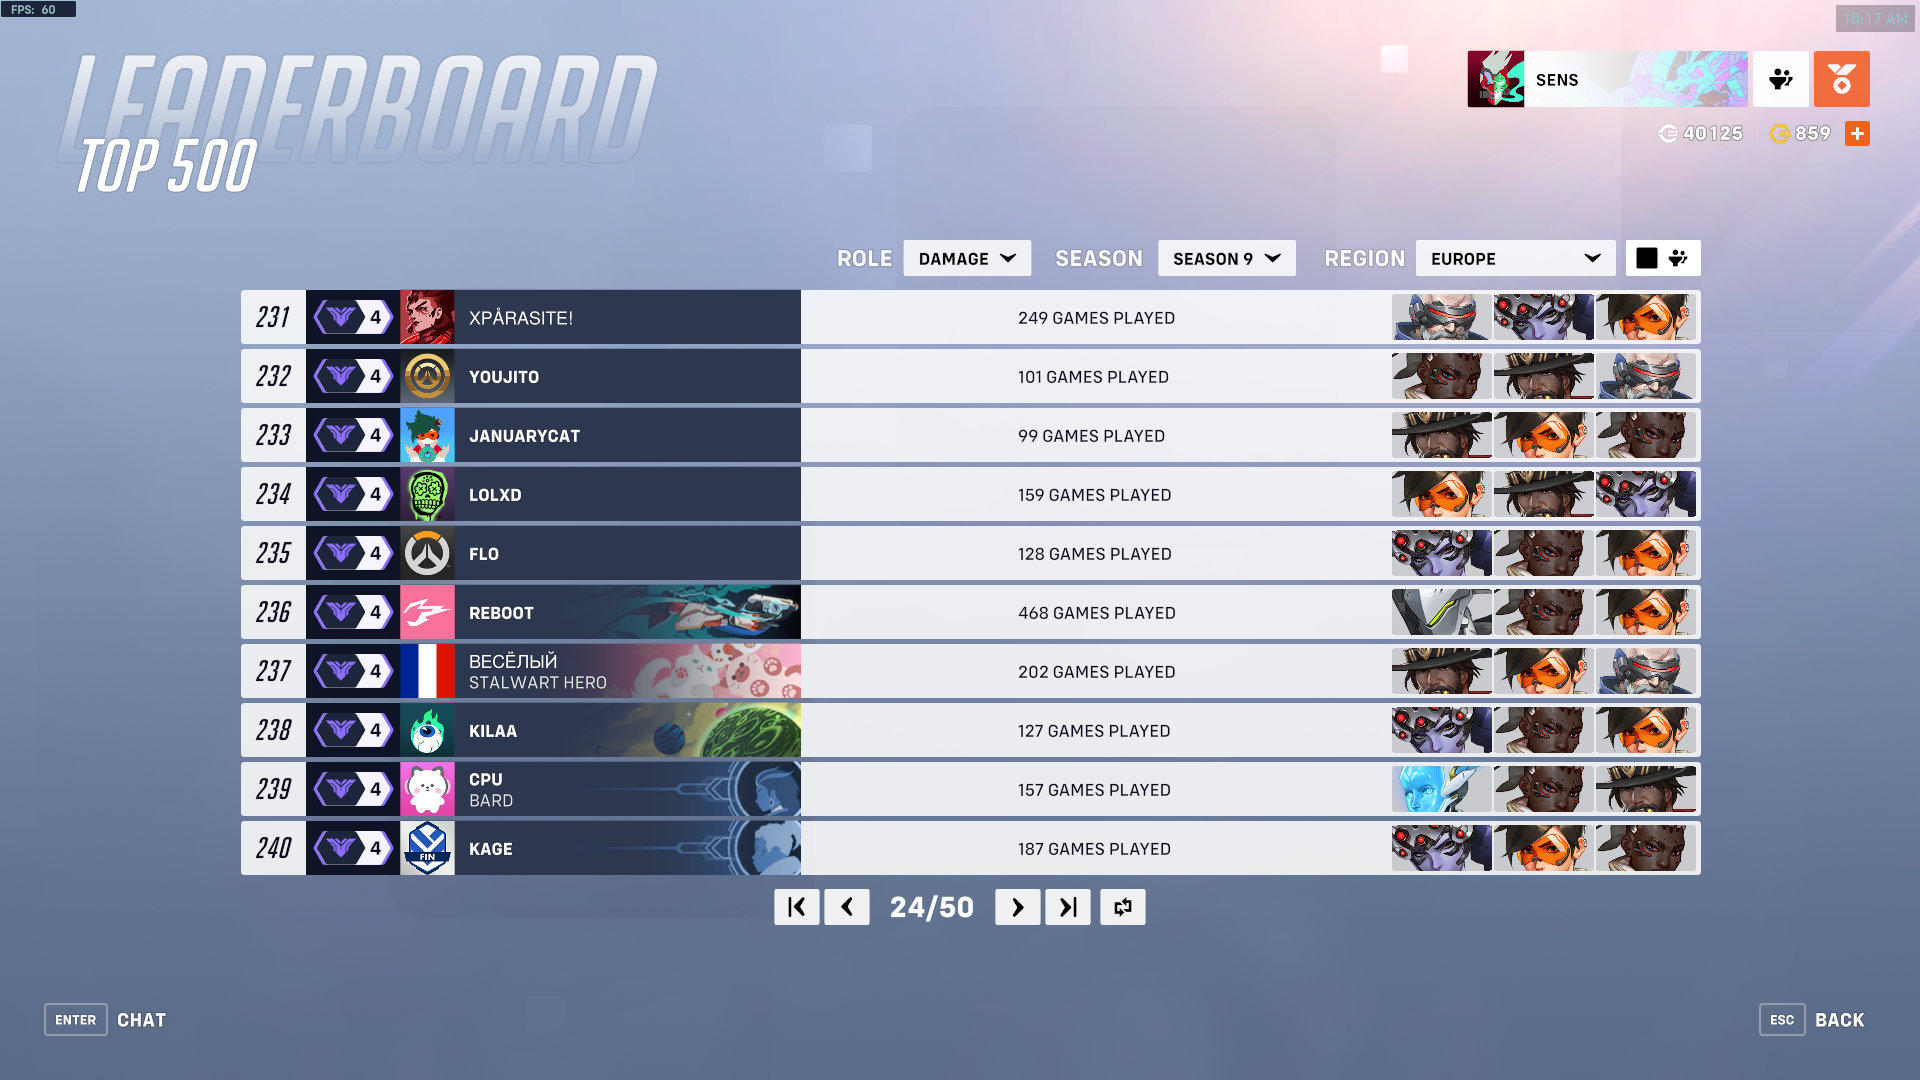 FPS: 60
10:17 AM
LEADERBOARD
TOP 500
SENS
40125
859
ROLE DAMAGE SEASON SEASON 9 REGION EUROPE
231 4 XPÅRASITE! 249 GAMES PLAYED
232 4 YOUJITO 101 GAMES PLAYED
233 4 JANUARYCAT 99 GAMES PLAYED
234 4 LOLXD 159 GAMES PLAYED
235 4 FLO 128 GAMES PLAYED
236 4 REBOOT 468 GAMES PLAYED
237 4 ВЕСЁЛЫЙ 202 GAMES PLAYED
STALWART HERO
238 4 KILAA 127 GAMES PLAYED
239 4 CPU 157 GAMES PLAYED
BARD
240 4 FIN KAGE 187 GAMES PLAYED
24/50
ENTER CHAT
ESC BACK